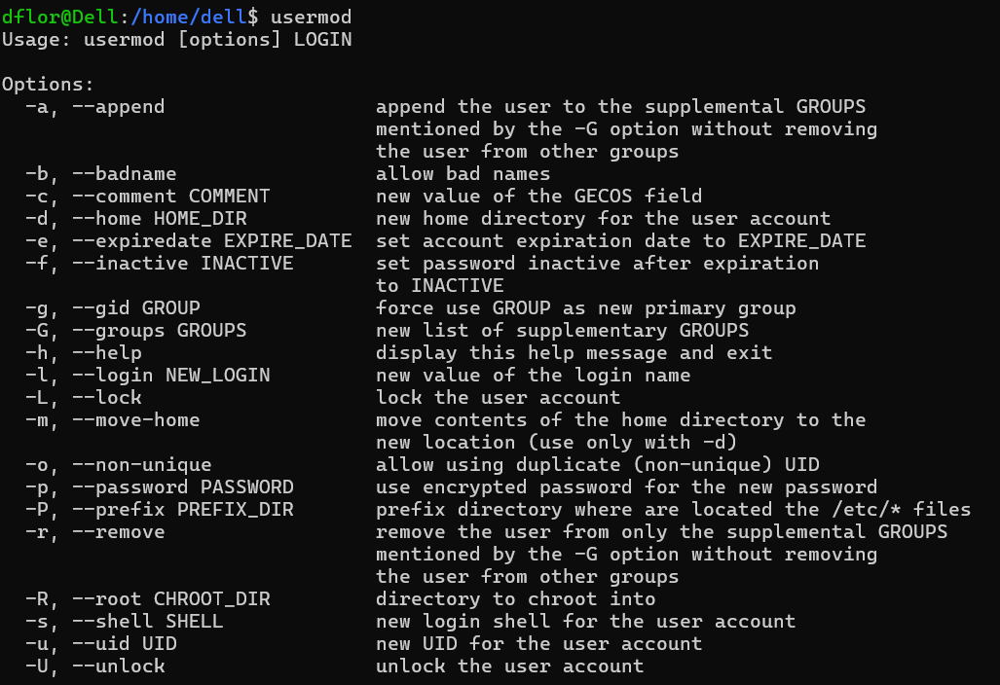 dflor@Dell:/home/dell$ usermod
Usage: usermod [options] LOGIN

Options:
  -a, --append                  append the user to the supplemental GROUPS
                                mentioned by the -G option without removing
                                the user from other groups
  -b, --badname                 allow bad names
  -c, --comment COMMENT         new value of the GECOS field
  -d, --home HOME_DIR           new home directory for the user account
  -e, --expiredate EXPIRE_DATE  set account expiration date to EXPIRE_DATE
  -f, --inactive INACTIVE       set password inactive after expiration
                                to INACTIVE
  -g, --gid GROUP               force use GROUP as new primary group
  -G, --groups GROUPS           new list of supplementary GROUPS
  -h, --help                    display this help message and exit
  -l, --login NEW_LOGIN         new value of the login name
  -L, --lock                    lock the user account
  -m, --move-home               move contents of the home directory to the
                                new location (use only with -d)
  -o, --non-unique              allow using duplicate (non-unique) UID
  -p, --password PASSWORD       use encrypted password for the new password
  -P, --prefix PREFIX_DIR       prefix directory where are located the /etc/* files
  -r, --remove                  remove the user from only the supplemental GROUPS
                                mentioned by the -G option without removing
                                the user from other groups
  -R, --root CHROOT_DIR         directory to chroot into
  -s, --shell SHELL             new login shell for the user account
  -u, --uid UID                 new UID for the user account
  -U, --unlock                  unlock the user account